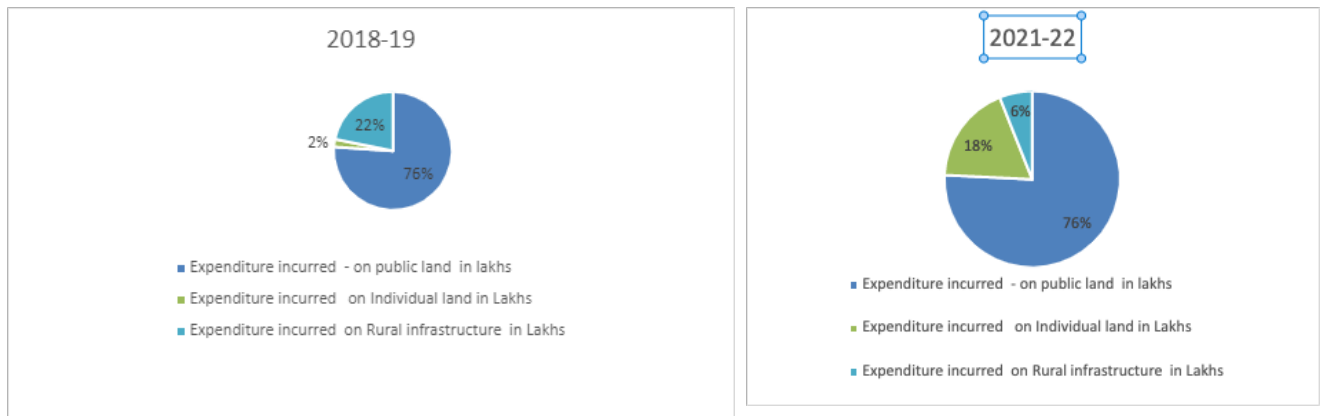 2018-19
22%
2%
76%
Expenditure incurred - on public land in lakhs
Expenditure incurred on Individual land in Lakhs
Expenditure incurred on Rural infrastructure in Lakhs
2021-22
6%
18%
76%
Expenditure incurred - on public land in lakhs
Expenditure incurred on Individual land in Lakhs
Expenditure incurred on Rural infrastructure in Lakhs